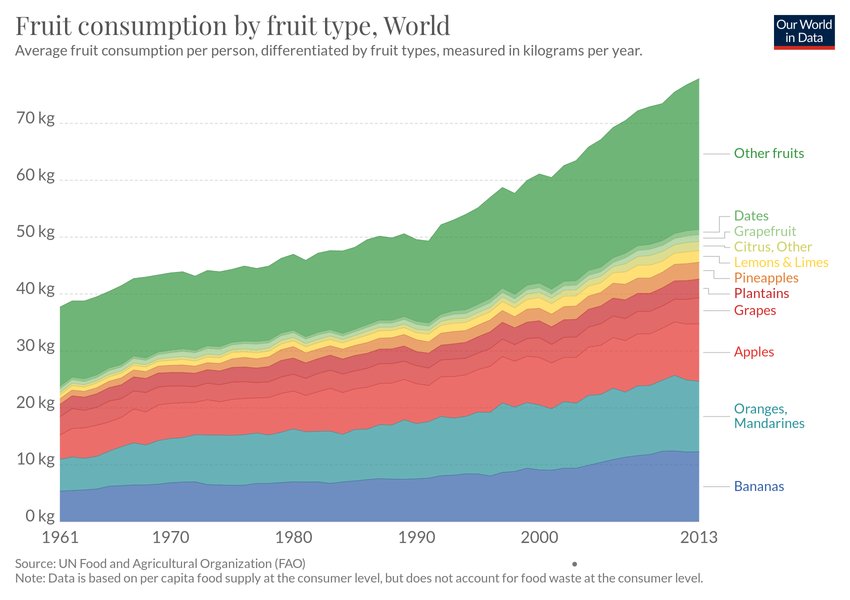 Fruit consumption by fruit type, World
Average fruit consumption per person, differentiated by fruit types, measured in kilograms per year.
Our World
in Data
70 kg
60 kg
50 kg
40 kg
30 kg
20 kg
10 kg
0 kg
Other fruits
Dates
Grapefruit
Citrus, Other
Lemons & Limes
Pineapples
Plantains
Grapes
Apples
Oranges,
Mandarines
Bananas
1961
1970
1980
1990
2000
2013
Source: UN Food and Agricultural Organization (FAO)
Note: Data is based on per capita food supply at the consumer level, but does not account for food waste at the consumer level.